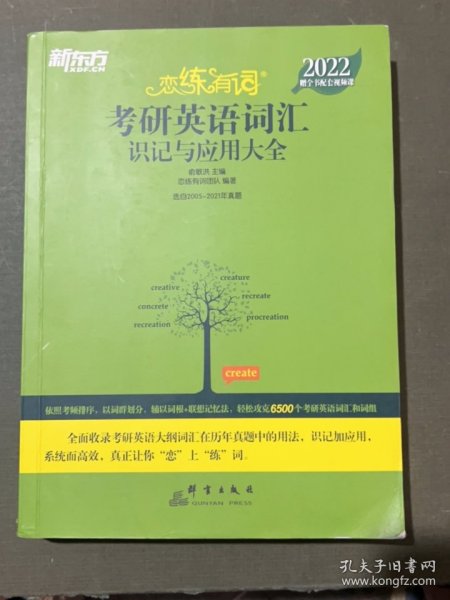 新东方
XDF.CN
2022
赠全书配套视频课
恋练有词®
考研英语词汇
识记与应用大全
俞敏洪 主编
恋练有词团队 编著
选自2005~2021年真题
creative
creature
concrete
recreate
recreation
procreation
create
依照考频排序，以词群划分，辅以词根+联想记忆法，轻松攻克6500个考研英语词汇和词组
全面收录考研英语大纲词汇在历年真题中的用法，识记加应用，
系统而高效，真正让你“恋”上“练”词。
群言出版社
QUNYAN PRESS
孔夫子旧书网
www.kongfz.com